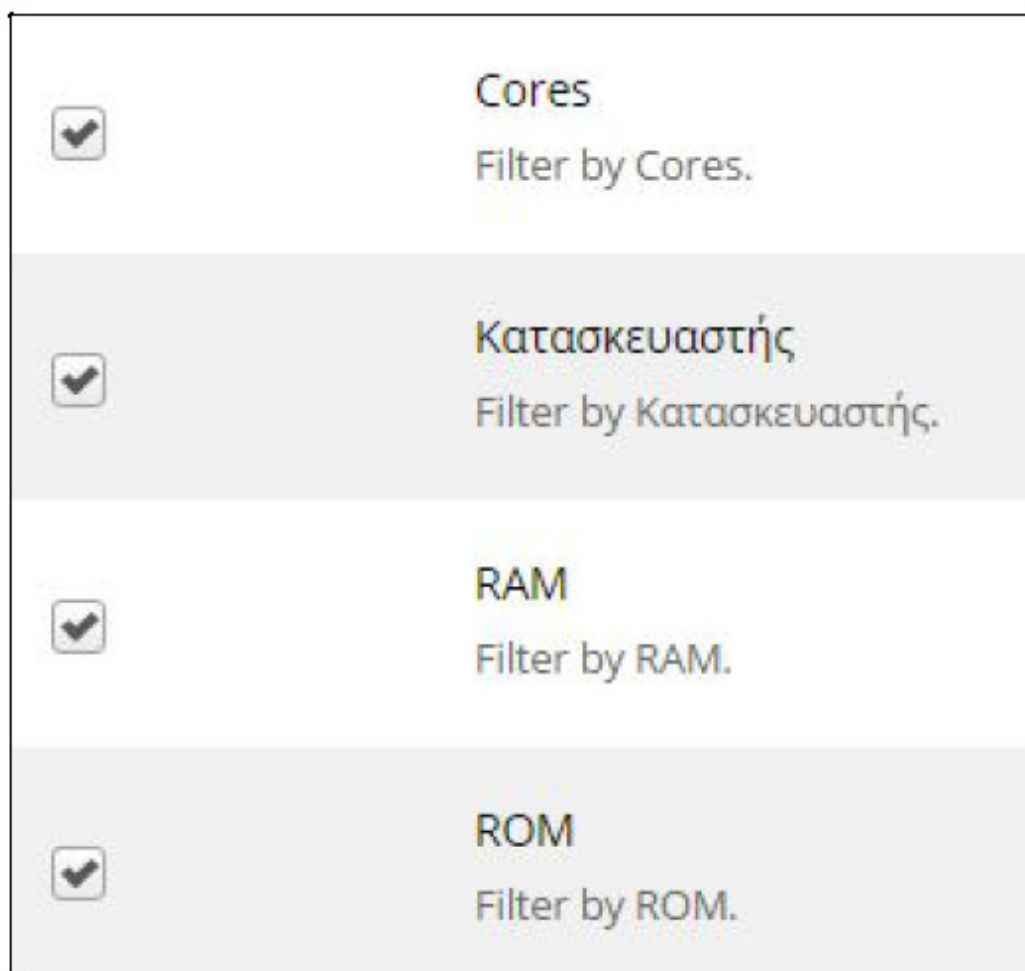 Cores
Filter by Cores.
Κατασκευαστής
Filter by Κατασκευαστής.
RAM
Filter by RAM.
ROM
Filter by ROM.